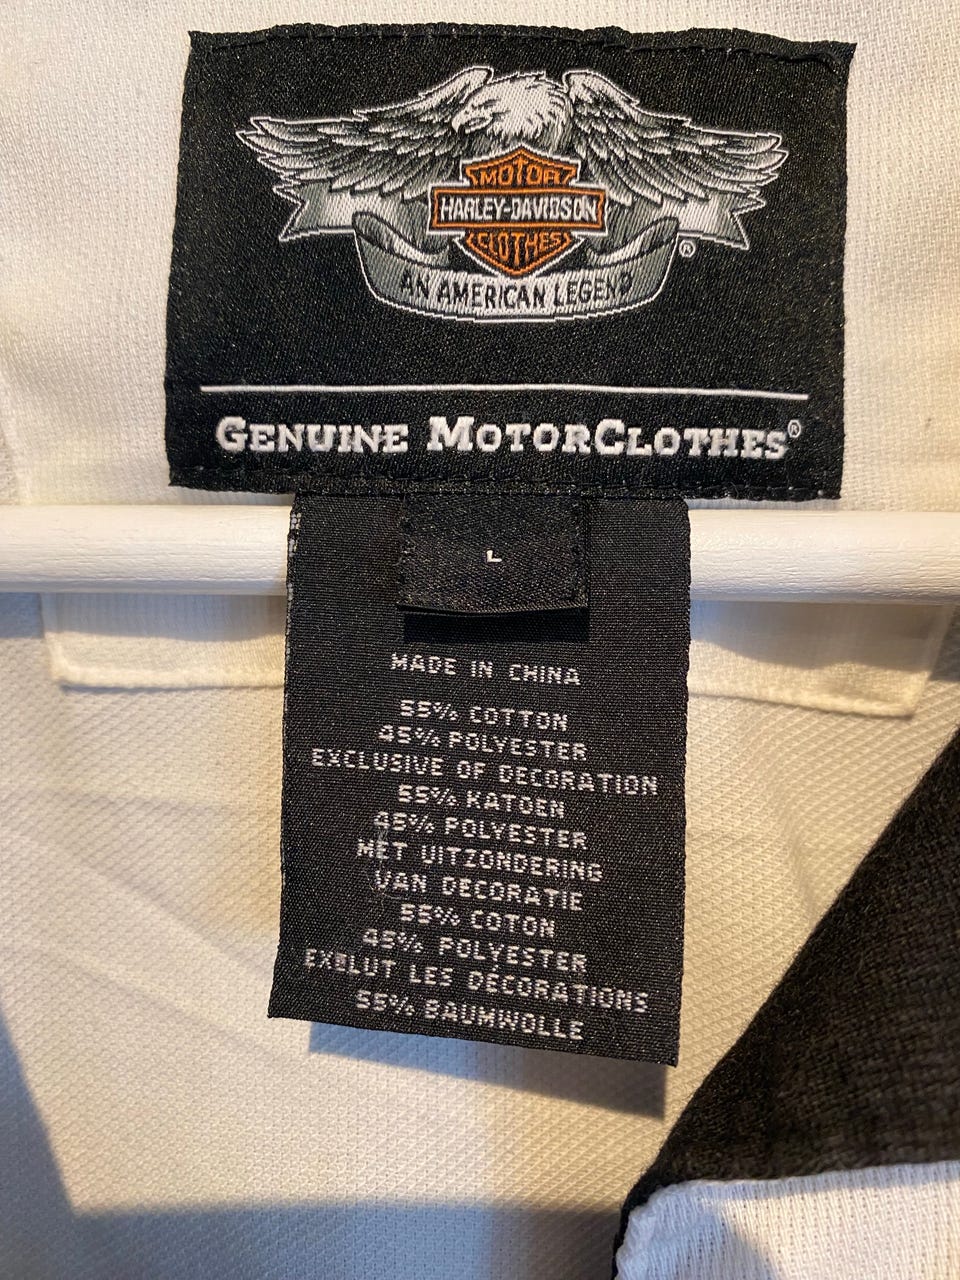 MOTOR
HARLEY-DAVIDSON
CLOTHES
®
AN AMERICAN LEGEND
GENUINE MOTORCLOTHES®
L
MADE IN CHINA
55% COTTON
45% POLYESTER
EXCLUSIVE OF DECORATION
55% KATOEN
45% POLYESTER
MET UITZONDERING
VAN DECORATIE
55% COTON
45% POLYESTER
EXBLUT LES DÉCORATIONS
55% BAUMWOLLE